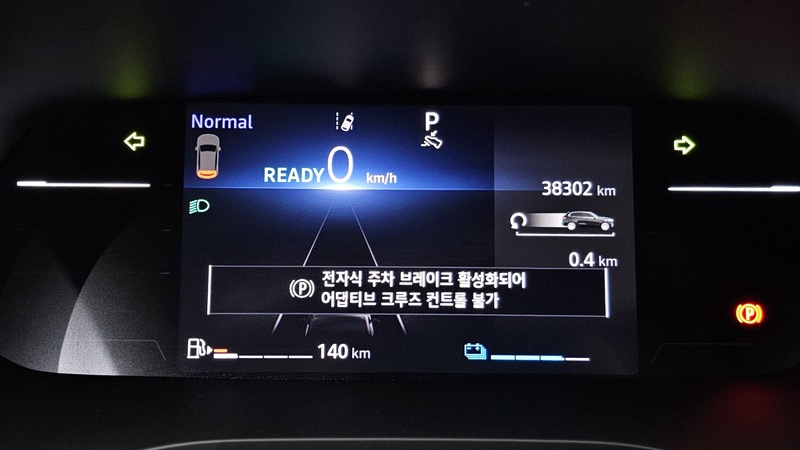 Normal
P
READY 0 km/h
38302 km
0.4 km
전자식 주차 브레이크 활성화되어
어댑티브 크루즈 컨트롤 불가
140 km